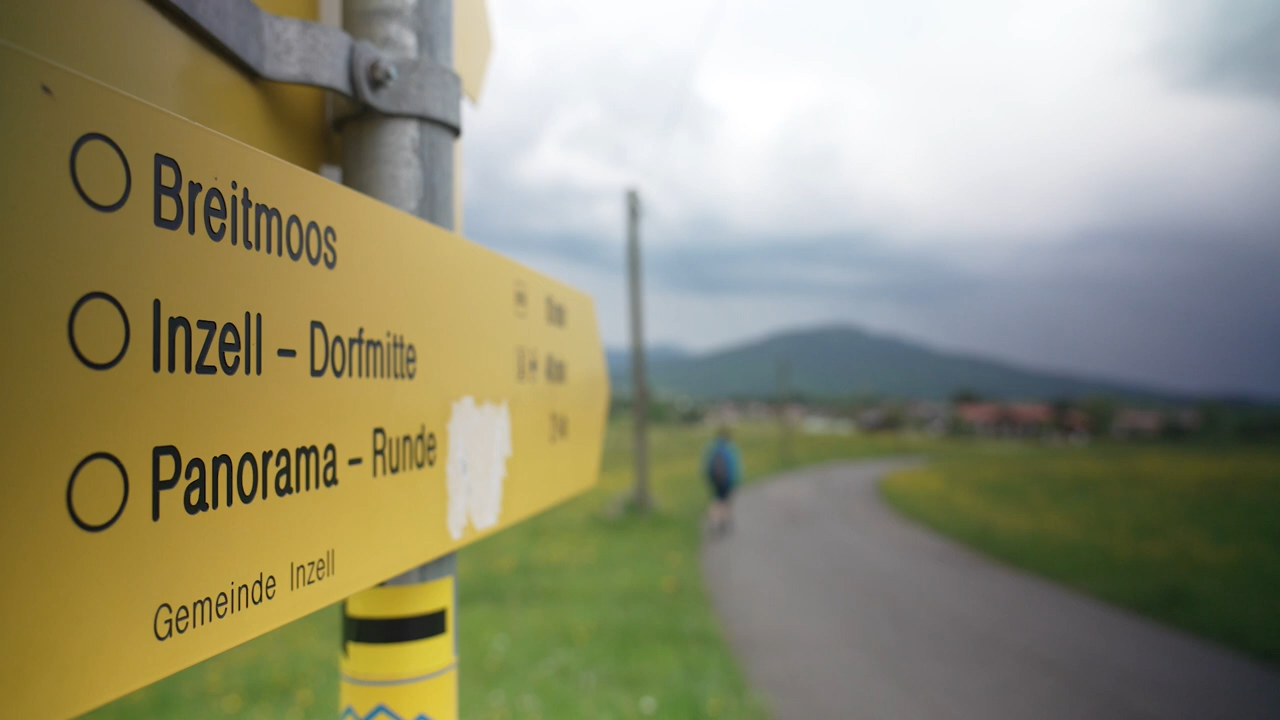 Breitmoos
Inzell – Dorfmitte
Panorama – Runde
Gemeinde Inzell